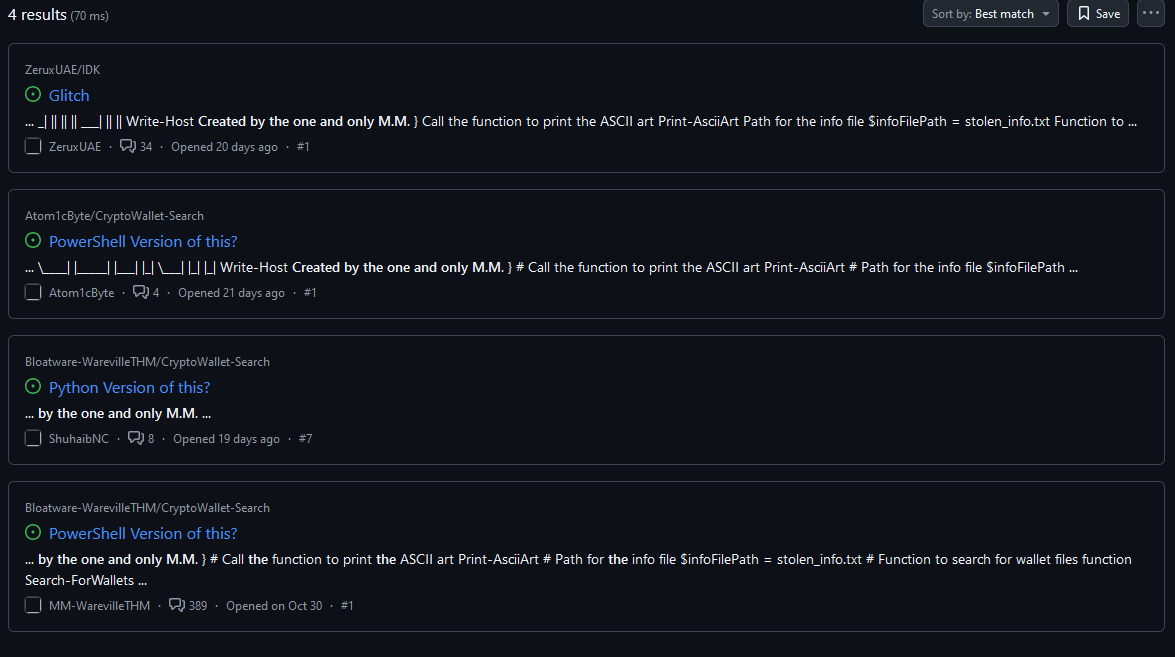 4 results (70 ms)
Sort by: Best match
Save
ZeruxUAE/IDK
Glitch
... _| || || || ___| || || Write-Host Created by the one and only M.M. } Call the function to print the ASCII art Print-AsciiArt Path for the info file $infoFilePath = stolen_info.txt Function to ...
ZeruxUAE · 34 · Opened 20 days ago · #1
Atom1cByte/CryptoWallet-Search
PowerShell Version of this?
... \____| |_____| |___| |_| \___| |_| |_| Write-Host Created by the one and only M.M. } # Call the function to print the ASCII art Print-AsciiArt # Path for the info file $infoFilePath ...
Atom1cByte · 4 · Opened 21 days ago · #1
Bloatware-WarevilleTHM/CryptoWallet-Search
Python Version of this?
... by the one and only M.M. ...
ShuhaibNC · 8 · Opened 19 days ago · #7
Bloatware-WarevilleTHM/CryptoWallet-Search
PowerShell Version of this?
... by the one and only M.M. } # Call the function to print the ASCII art Print-AsciiArt # Path for the info file $infoFilePath = stolen_info.txt # Function to search for wallet files function
Search-ForWallets ...
MM-WarevilleTHM · 389 · Opened on Oct 30 · #1